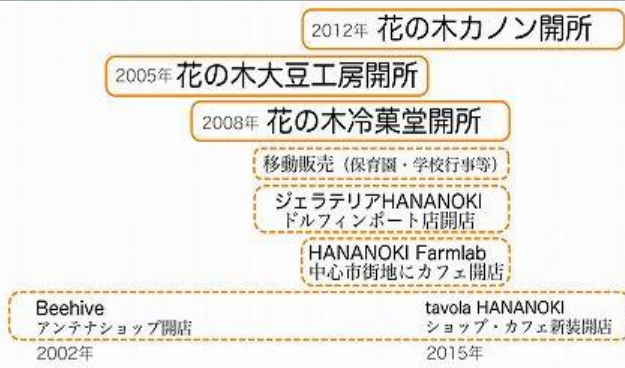 2012年 花の木カノン開所
2005年 花の木大豆工房開所
2008年 花の木冷菓堂開所
移動販売（保育園・学校行事等）
ジェラテリアHANANOKI
ドルフィンポート店開店
HANANOKI Farmlab
中心市街地にカフェ開店
Beehive
アンテナショップ開店
2002年
tavola HANANOKI
ショップ・カフェ新装開店
2015年